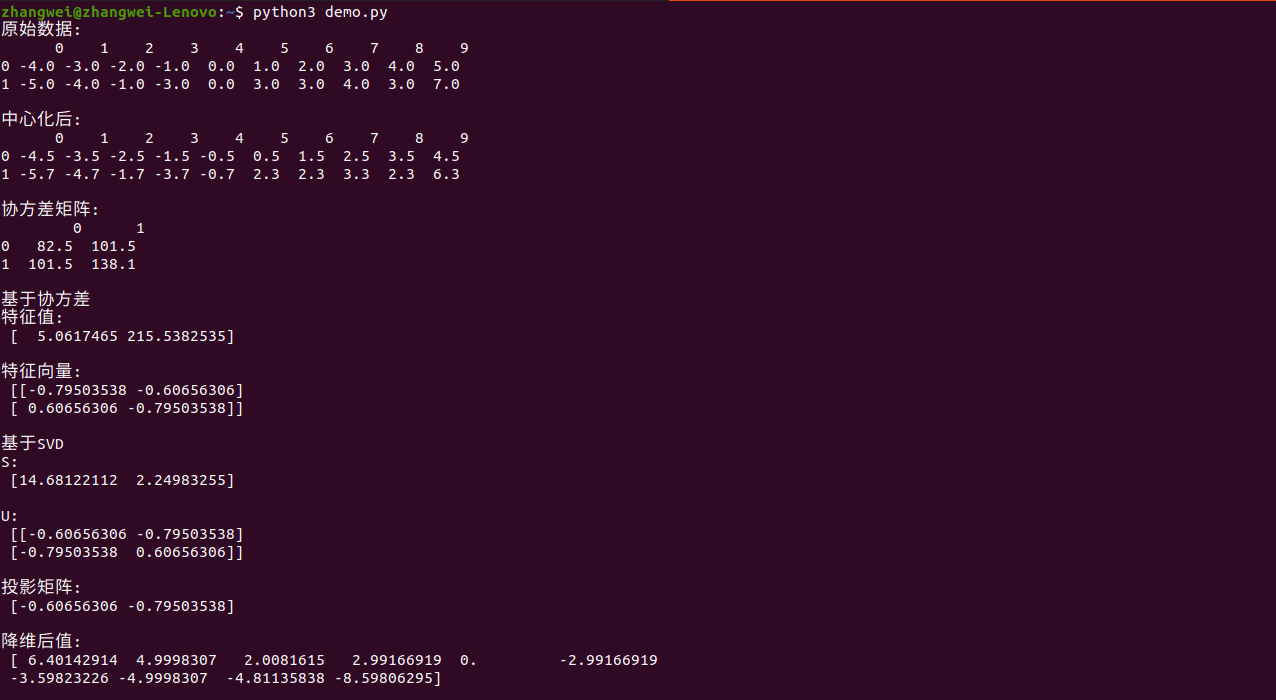 zhangwei@zhangwei-Lenovo:~$ python3 demo.py
原始数据:
     0    1    2    3    4    5    6    7    8    9
0 -4.0 -3.0 -2.0 -1.0  0.0  1.0  2.0  3.0  4.0  5.0
1 -5.0 -4.0 -1.0 -3.0  0.0  3.0  3.0  4.0  3.0  7.0
中心化后:
     0    1    2    3    4    5    6    7    8    9
0 -4.5 -3.5 -2.5 -1.5 -0.5  0.5  1.5  2.5  3.5  4.5
1 -5.7 -4.7 -1.7 -3.7 -0.7  2.3  2.3  3.3  2.3  6.3
协方差矩阵:
       0      1
0   82.5  101.5
1  101.5  138.1
基于协方差
特征值:
 [  5.0617465 215.5382535]
特征向量:
 [[-0.79503538 -0.60656306]
 [ 0.60656306 -0.79503538]]
基于SVD
S:
 [14.68122112  2.24983255]
U:
 [[-0.60656306 -0.79503538]
 [-0.79503538  0.60656306]]
投影矩阵:
 [-0.60656306 -0.79503538]
降维后值:
 [ 6.40142914  4.9998307   2.0081615   2.99166919  0.         -2.99166919
 -3.59823226 -4.9998307  -4.81135838 -8.59806295]